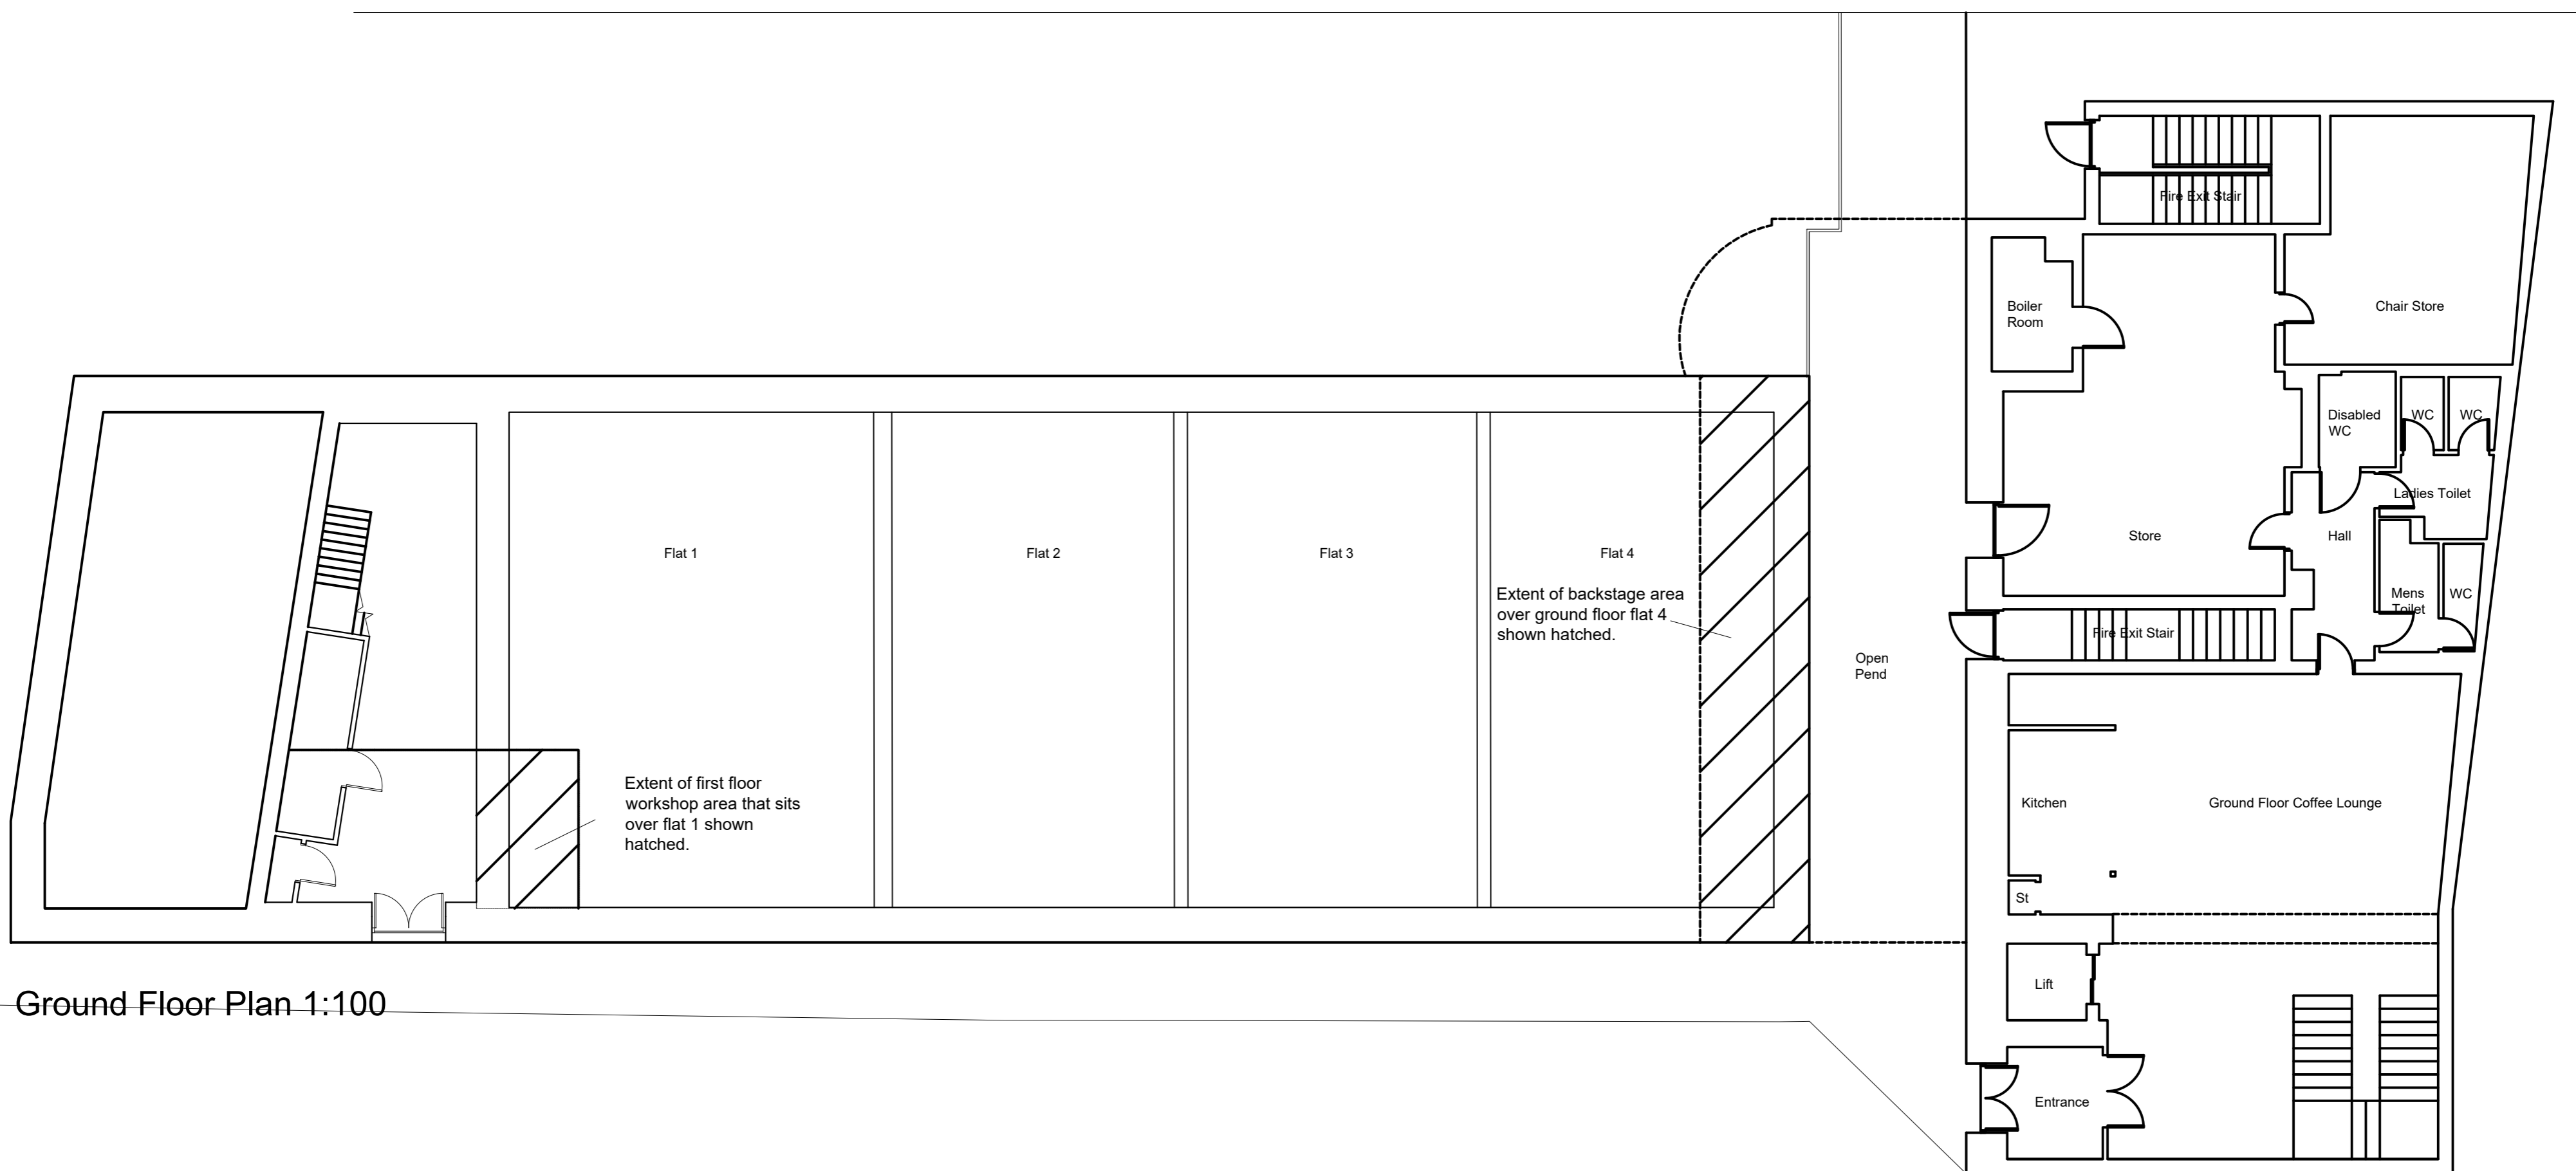 Fire Exit Stair
Boiler
Room
Chair Store
Disabled
WC
WC
WC
Ladies Toilet
Flat 1
Flat 2
Flat 3
Flat 4
Store
Hall
Extent of backstage area
over ground floor flat 4
shown hatched.
Mens
Toilet
WC
Fire Exit Stair
Open
Pend
Extent of first floor
workshop area that sits
over flat 1 shown
hatched.
Kitchen
Ground Floor Coffee Lounge
St
Lift
Ground Floor Plan 1:100
Entrance